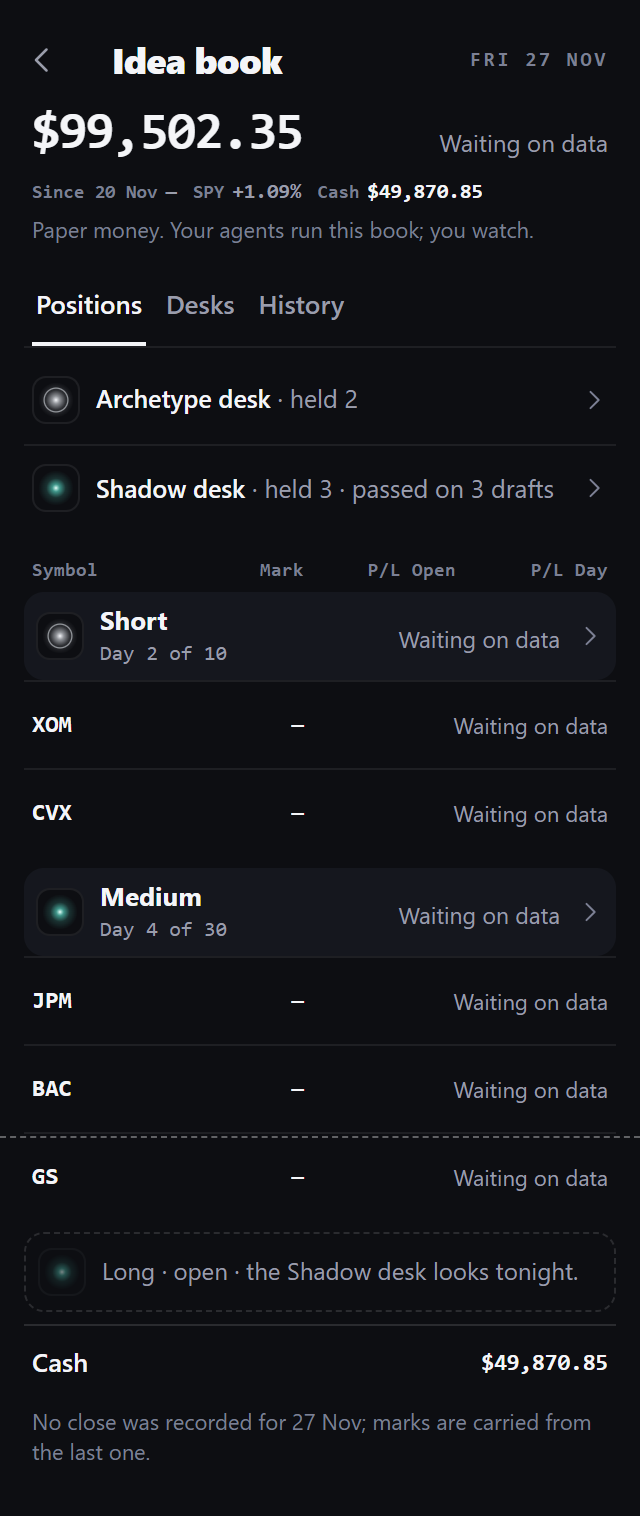 Idea book FRI 27 NOV
$99,502.35 Waiting on data
Since 20 Nov — SPY +1.09% Cash $49,870.85
Paper money. Your agents run this book; you watch.
Positions Desks History
Archetype desk · held 2
Shadow desk · held 3 · passed on 3 drafts
Symbol Mark P/L Open P/L Day
Short
Day 2 of 10 Waiting on data
XOM — Waiting on data
CVX — Waiting on data
Medium
Day 4 of 30 Waiting on data
JPM — Waiting on data
BAC — Waiting on data
GS — Waiting on data
Long · open · the Shadow desk looks tonight.
Cash $49,870.85
No close was recorded for 27 Nov; marks are carried from
the last one.